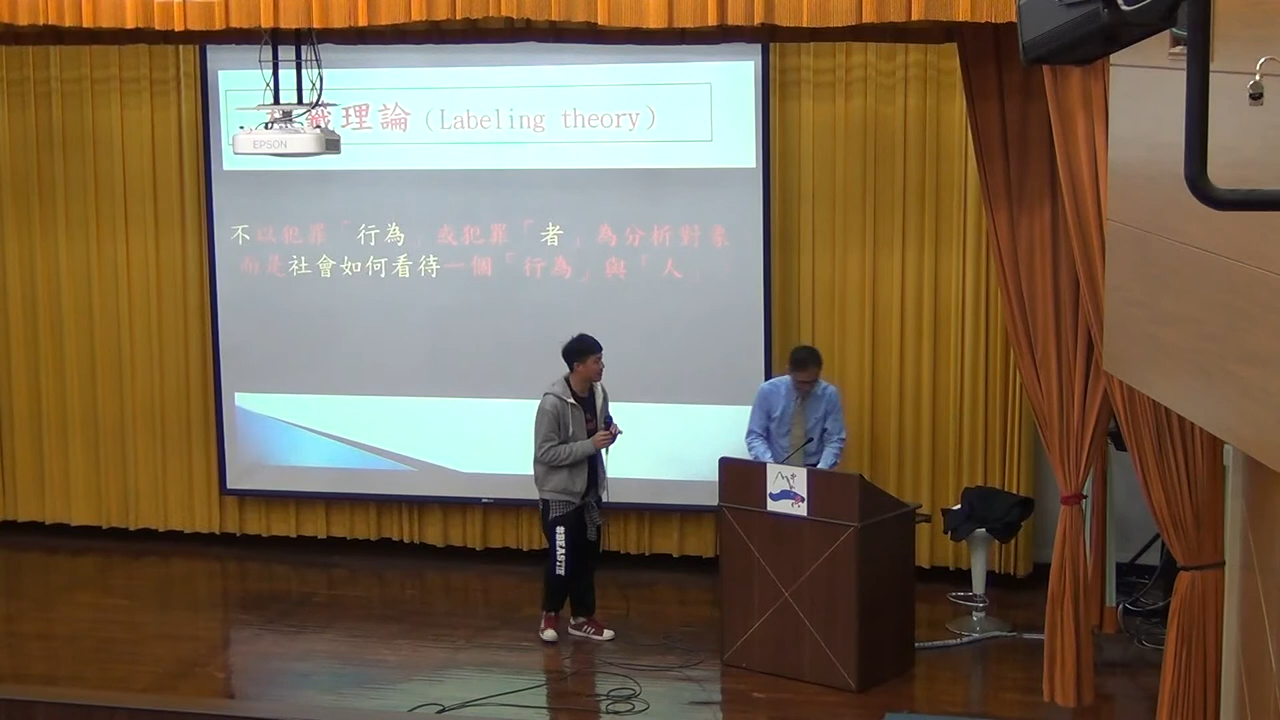 標籤理論(Labeling theory)
EPSON
不以犯罪「行為」或犯罪「者」為分析對象
而是社會如何看待一個「行為」與「人」
#BEASTIE